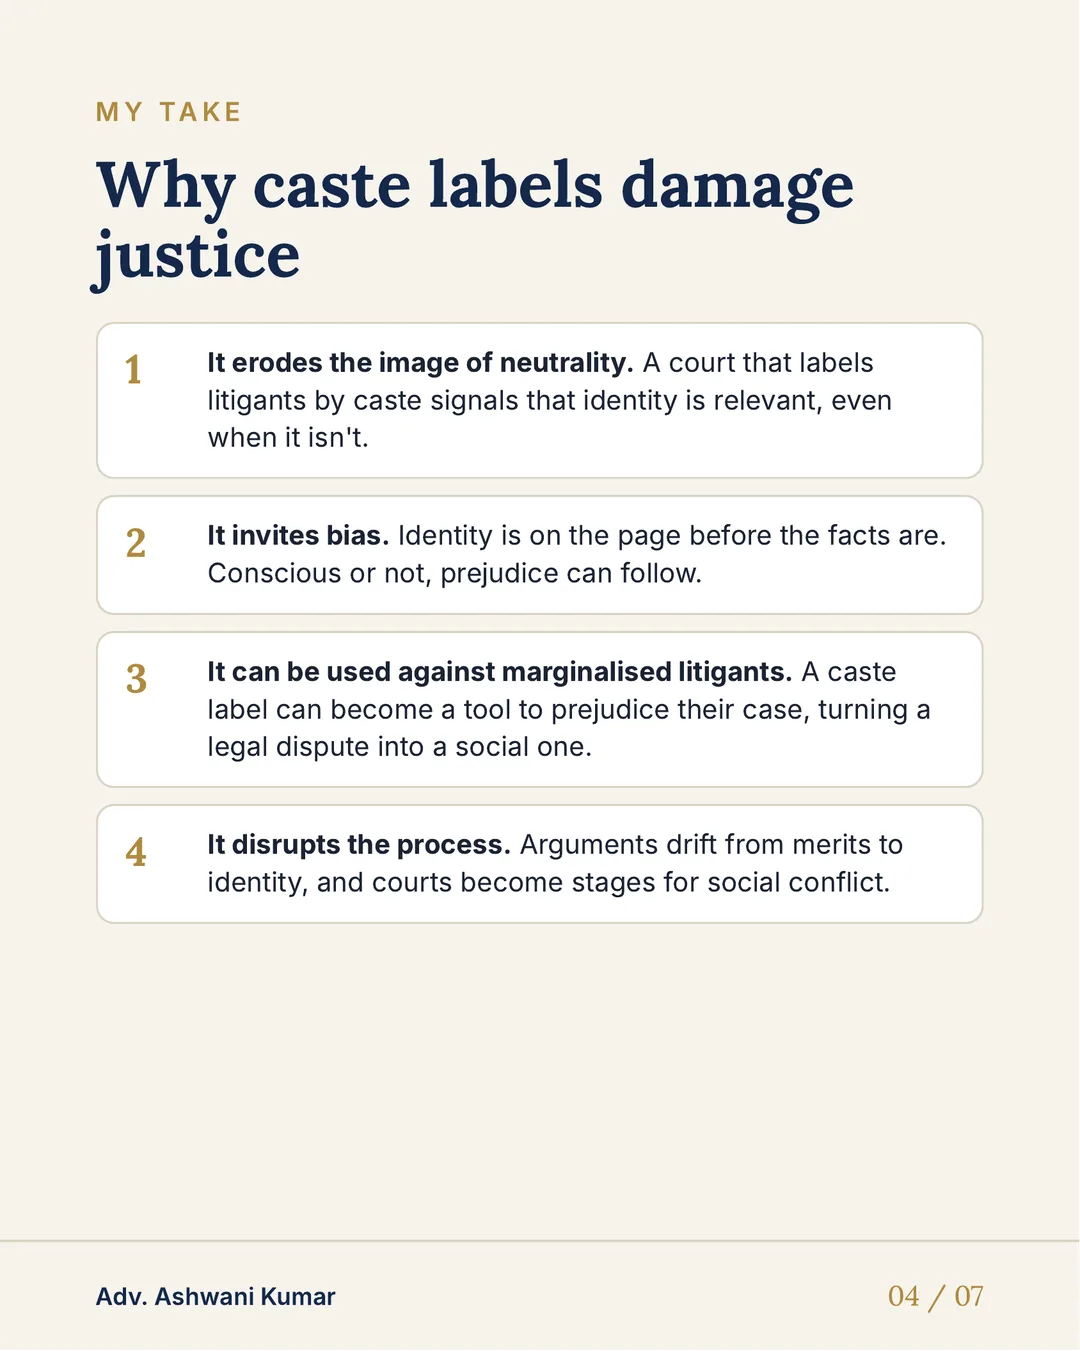 MY TAKE
Why caste labels damage
justice
1
It erodes the image of neutrality. A court that labels
litigants by caste signals that identity is relevant, even
when it isn't.
2
It invites bias. Identity is on the page before the facts are.
Conscious or not, prejudice can follow.
3
It can be used against marginalised litigants. A caste
label can become a tool to prejudice their case, turning a
legal dispute into a social one.
4
It disrupts the process. Arguments drift from merits to
identity, and courts become stages for social conflict.
Adv. Ashwani Kumar
04 / 07